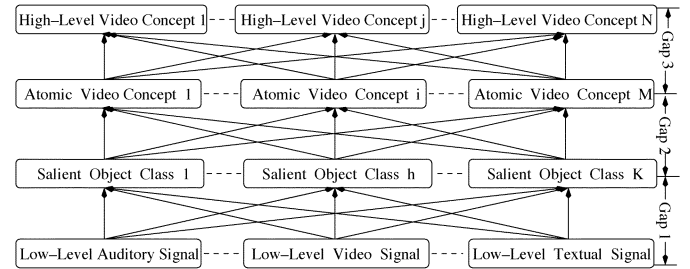 High–Level Video Concept 1
High–Level Video Concept j
High–Level Video Concept N
Gap 3
Atomic Video Concept 1
Atomic Video Concept i
Atomic Video Concept M
Gap 2
Salient Object Class 1
Salient Object Class h
Salient Object Class K
Gap 1
Low–Level Auditory Signal
Low–Level Video Signal
Low–Level Textual Signal